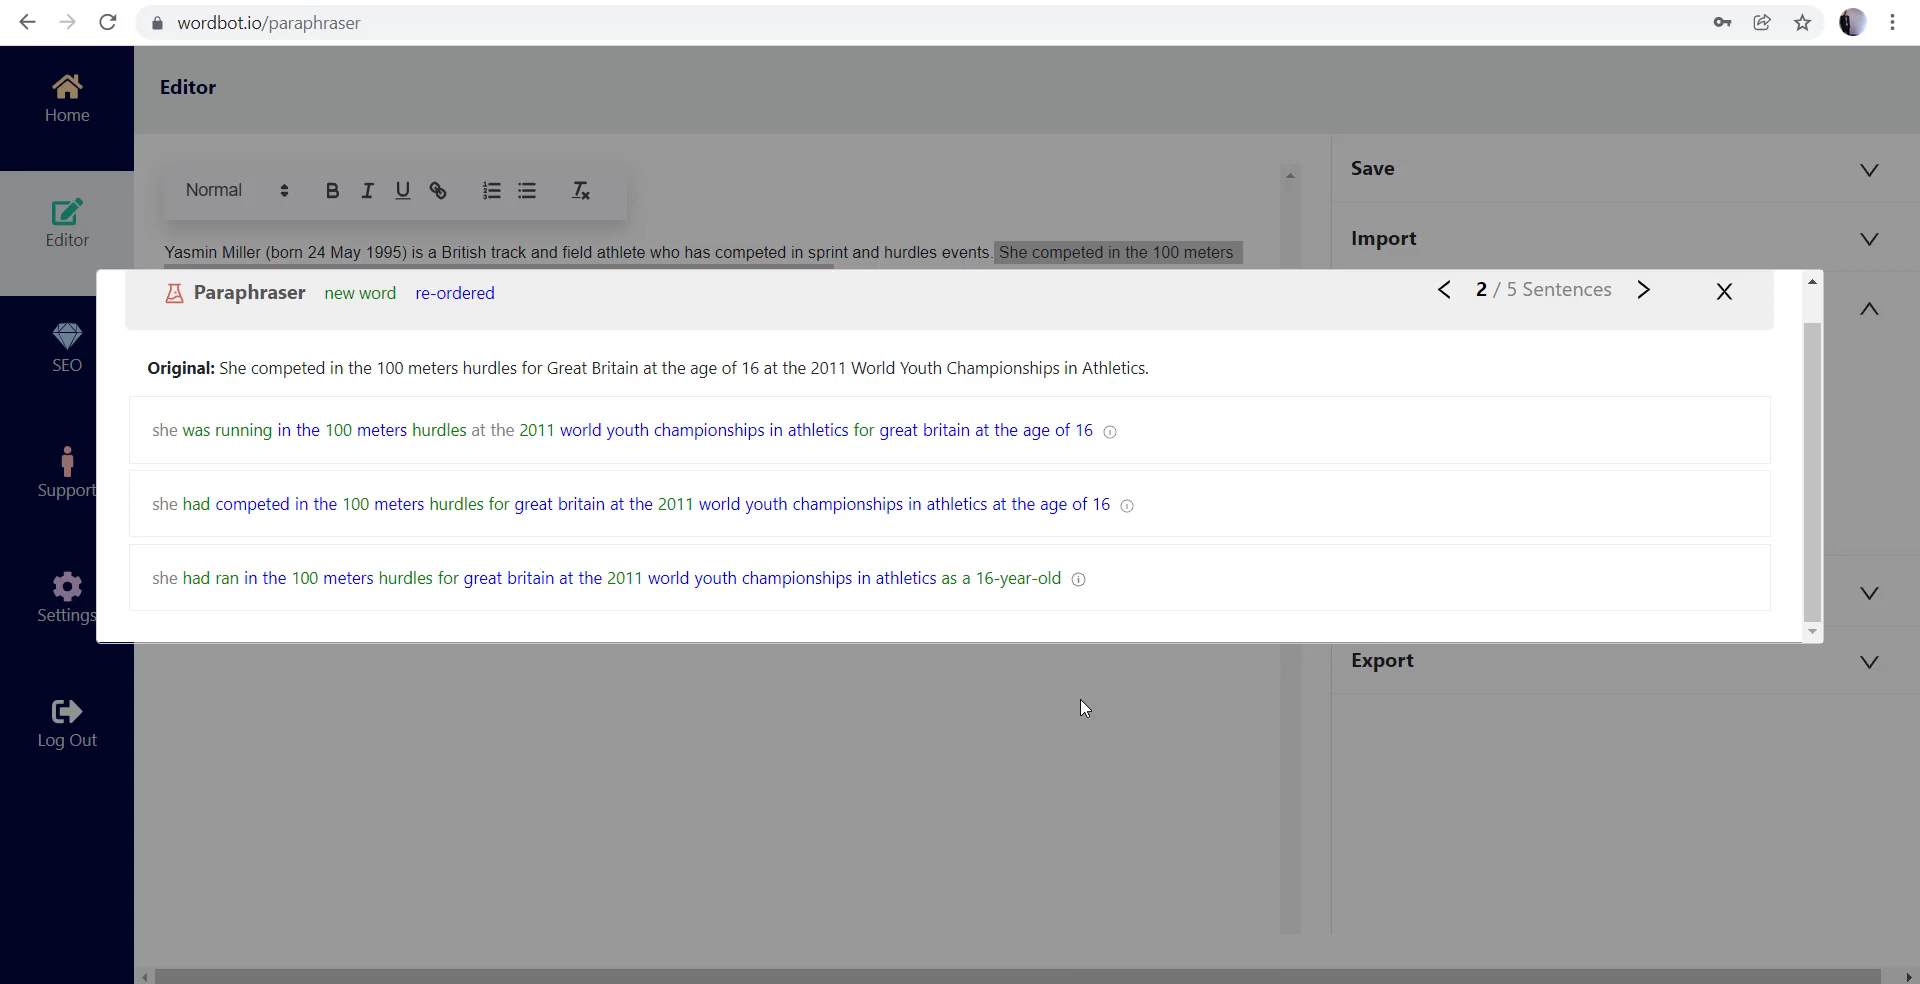 wordbot.io/paraphraser
Home
Editor
SEO
Support
Settings
Log Out
Editor
Normal
B I U
Yasmin Miller (born 24 May 1995) is a British track and field athlete who has competed in sprint and hurdles events. She competed in the 100 meters
Save
Import
Paraphraser new word re-ordered
2 / 5 Sentences
X
Original: She competed in the 100 meters hurdles for Great Britain at the age of 16 at the 2011 World Youth Championships in Athletics.
she was running in the 100 meters hurdles at the 2011 world youth championships in athletics for great britain at the age of 16
she had competed in the 100 meters hurdles for great britain at the 2011 world youth championships in athletics at the age of 16
she had ran in the 100 meters hurdles for great britain at the 2011 world youth championships in athletics as a 16-year-old
Export